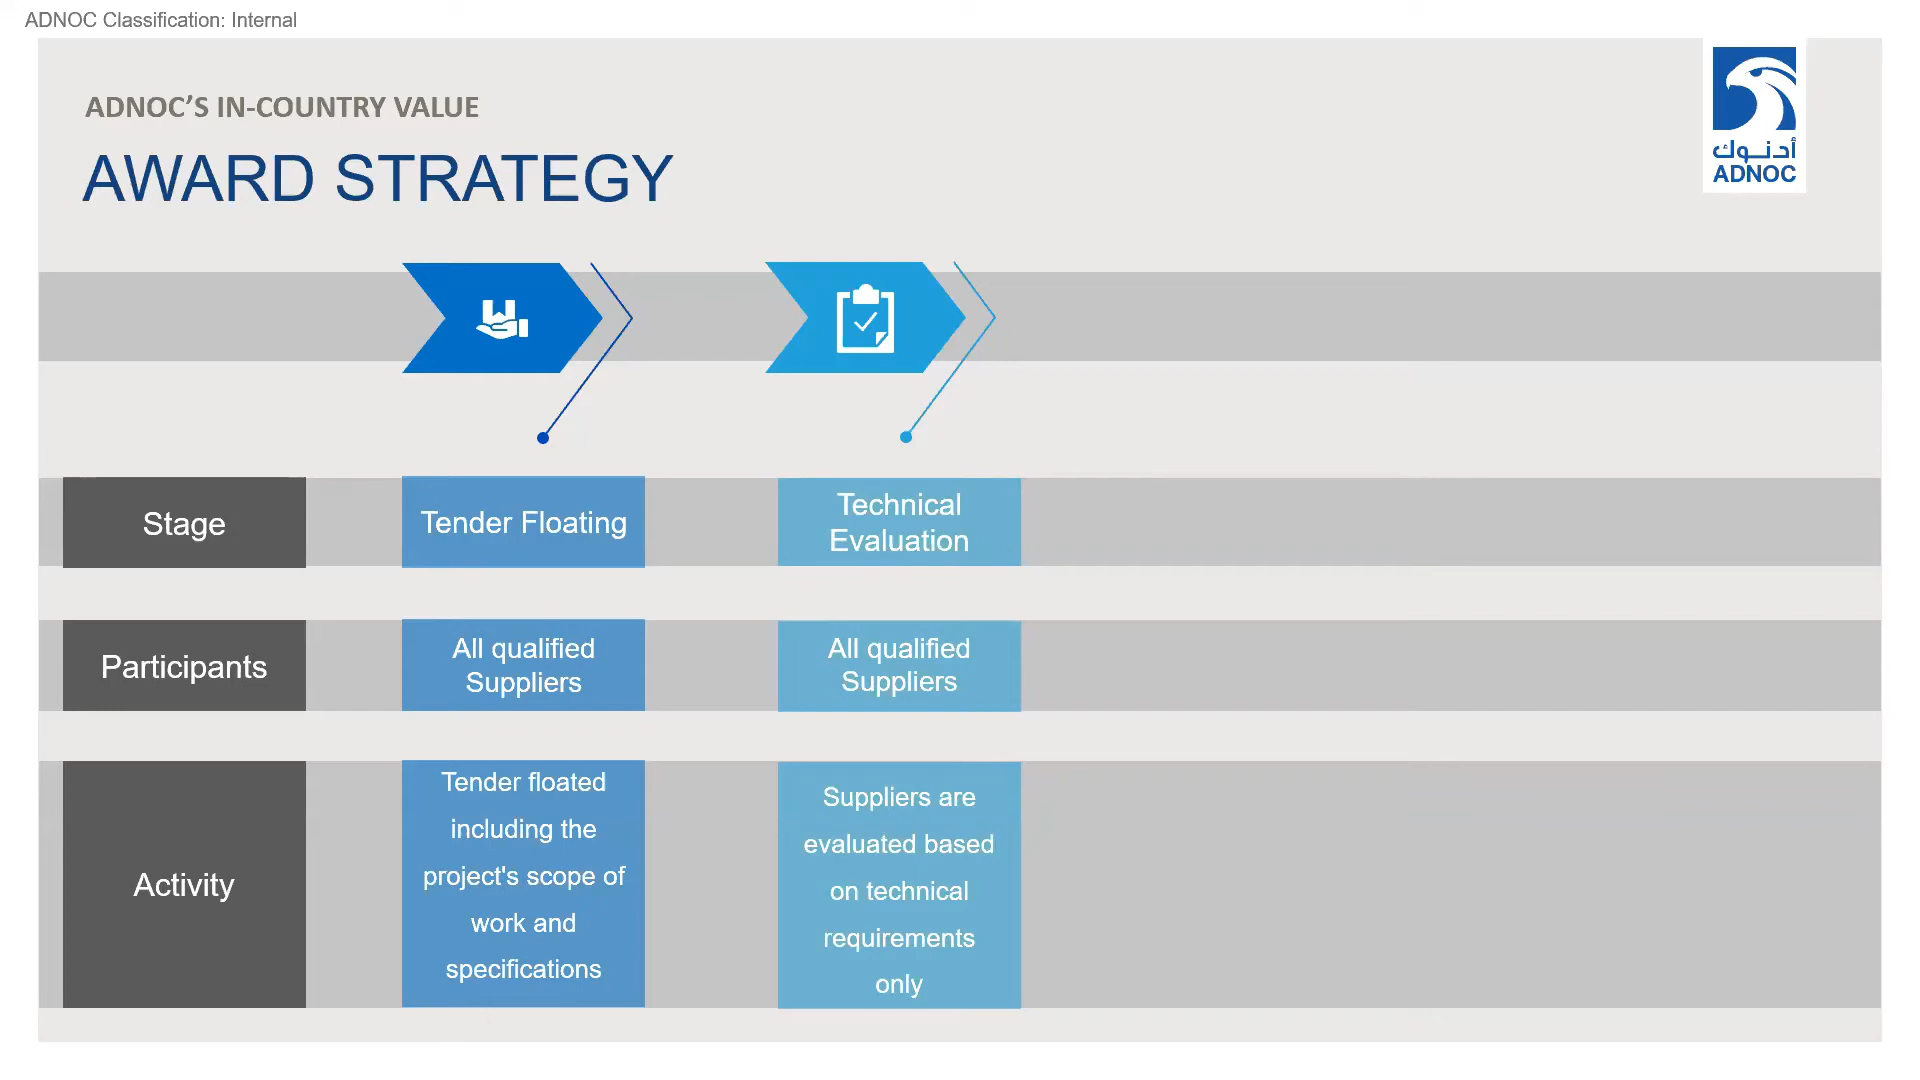 ADNOC Classification: Internal
ADNOC’S IN-COUNTRY VALUE
AWARD STRATEGY
أدنوك
ADNOC
Stage
Tender Floating
Technical
Evaluation
Participants
All qualified
Suppliers
All qualified
Suppliers
Activity
Tender floated
including the
project's scope of
work and
specifications
Suppliers are
evaluated based
on technical
requirements
only